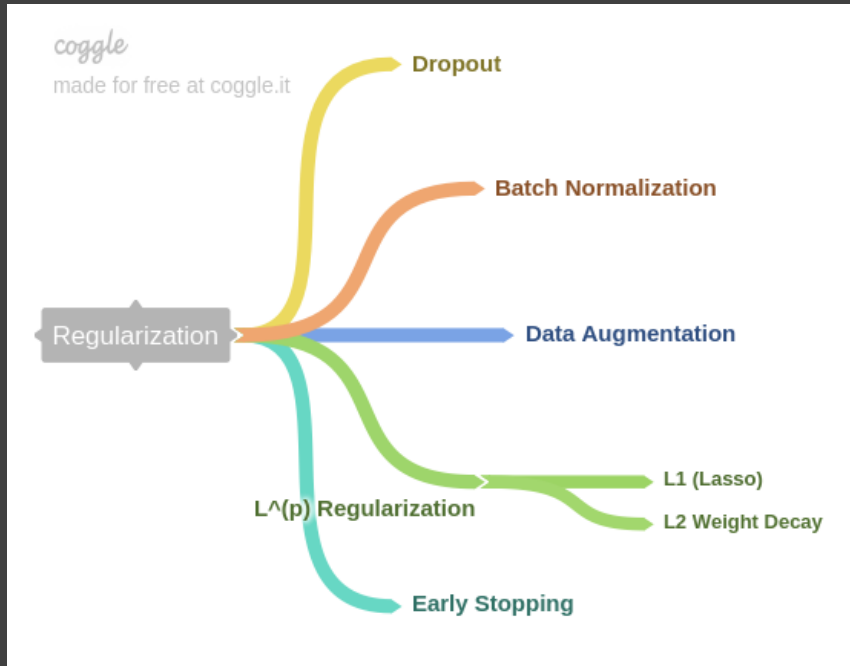 coggle
made for free at coggle.it
Dropout
Batch Normalization
Regularization
Data Augmentation
L1 (Lasso)
L^(p) Regularization
L2 Weight Decay
Early Stopping